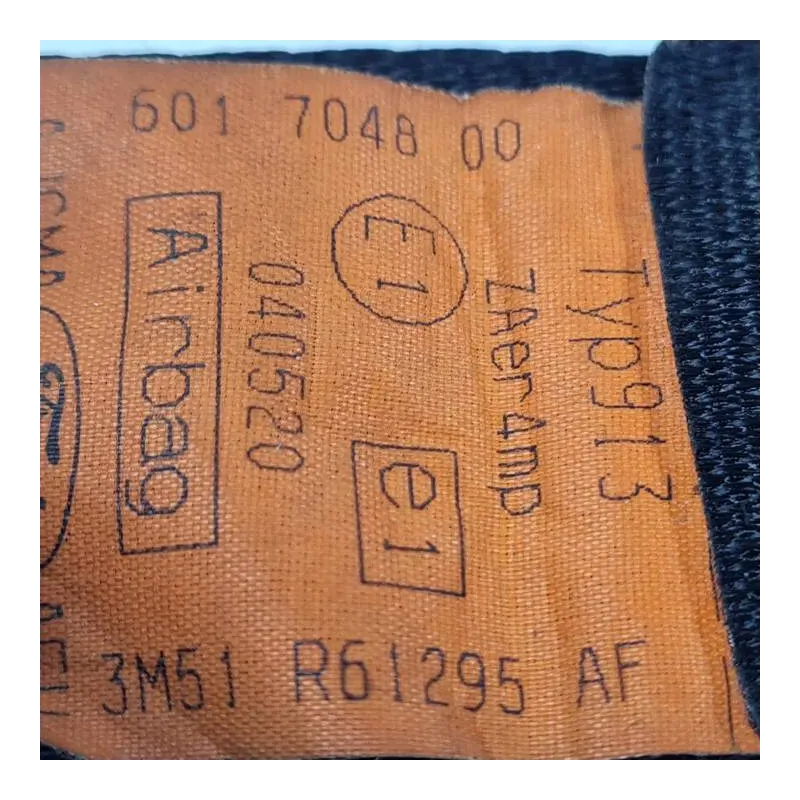 601 7048 00
Typ913
ZAer4mp
E1
e1
040520
Airbag
3M51 R61295 AF